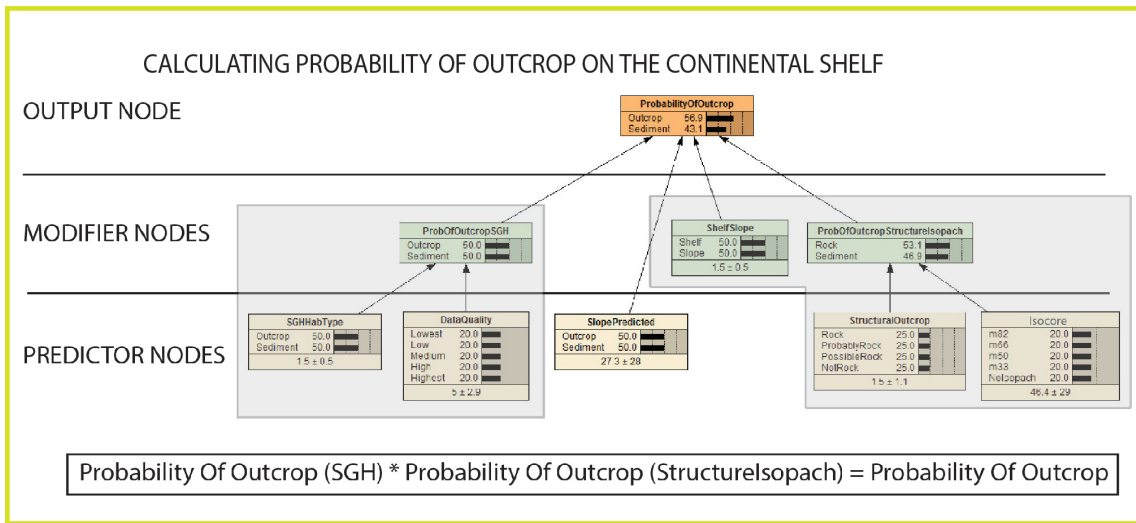 CALCULATING PROBABILITY OF OUTCROP ON THE CONTINENTAL SHELF
OUTPUT NODE
ProbabilityOfOutcrop
Outcrop 56.9
Sediment 43.1
MODIFIER NODES
ProbOfOutcropSGH
Outcrop 50.0
Sediment 50.0
ShelfSlope
Shelf 50.0
Slope 50.0
1.5 ± 0.5
ProbOfOutcropStructureIsopach
Rock 53.1
Sediment 46.9
PREDICTOR NODES
SGHHabType
Outcrop 50.0
Sediment 50.0
1.5 ± 0.5
DataQuality
Lowest 20.0
Low 20.0
Medium 20.0
High 20.0
Highest 20.0
5 ± 2.9
SlopePredicted
Outcrop 50.0
Sediment 50.0
27.3 ± 28
StructuralOutcrop
Rock 25.0
ProbablyRock 25.0
PossibleRock 25.0
NotRock 25.0
1.5 ± 1.1
Isocore
m82 20.0
m66 20.0
m50 20.0
m33 20.0
NoIsopach 20.0
46.4 ± 29
Probability Of Outcrop (SGH) * Probability Of Outcrop (StructureIsopach) = Probability Of Outcrop